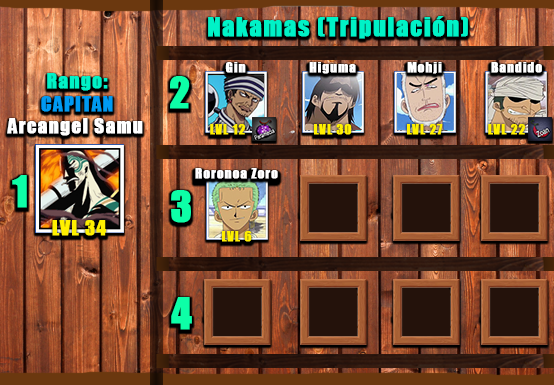 Nakamas (Tripulación)
Rango:
CAPITAN
Arcangel Samu
1
LVL 34
2
Gin
LVL 12
Higuma
LVL 30
Mohji
LVL 27
Bandido
LVL 22
Zoan
3
Roronoa Zoro
LVL 6
4